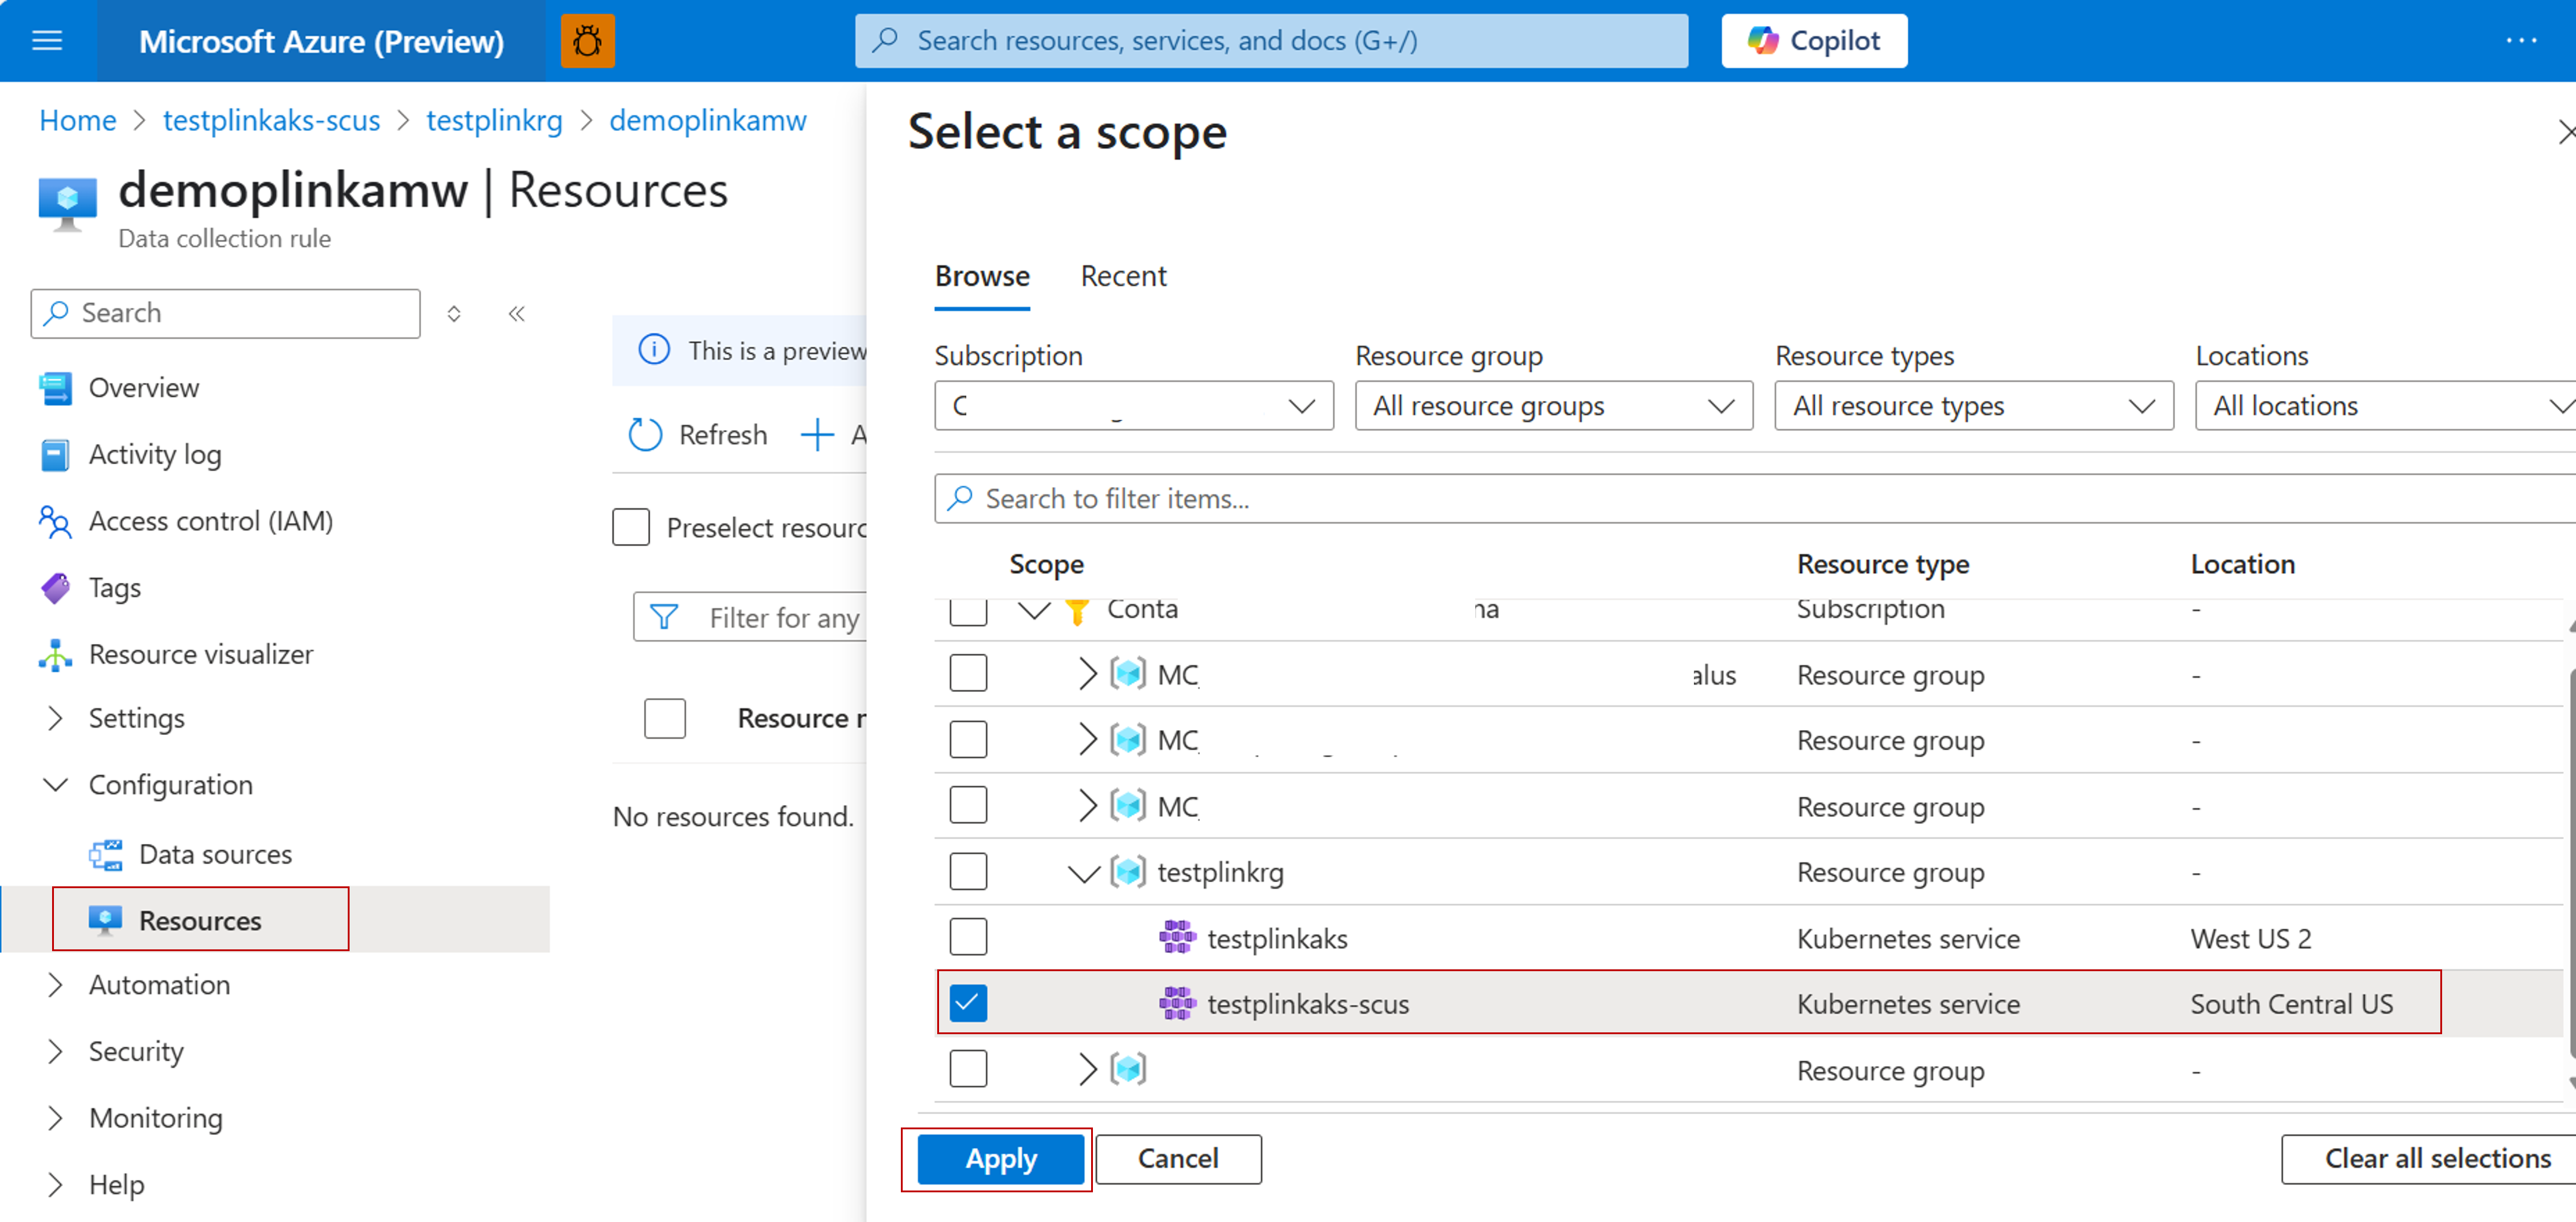 Microsoft Azure (Preview)
Search resources, services, and docs (G+/)
Copilot
Home > testplinkaks-scus > testplinkrg > demoplinkamw
demoplinkamw | Resources
Data collection rule
Search
Overview
Activity log
Access control (IAM)
Tags
Resource visualizer
Settings
Configuration
Data sources
Resources
Automation
Security
Monitoring
Help
This is a preview
Refresh
Preselect resourc
Filter for any
Resource
No resources found.
Select a scope
Browse Recent
Subscription Resource group Resource types Locations
C All resource groups All resource types All locations
Search to filter items...
Scope Resource type Location
Conta na Subscription -
MC alus Resource group -
MC Resource group -
MC Resource group -
testplinkrg Resource group -
testplinkaks Kubernetes service West US 2
testplinkaks-scus Kubernetes service South Central US
Resource group -
Apply Cancel Clear all selections